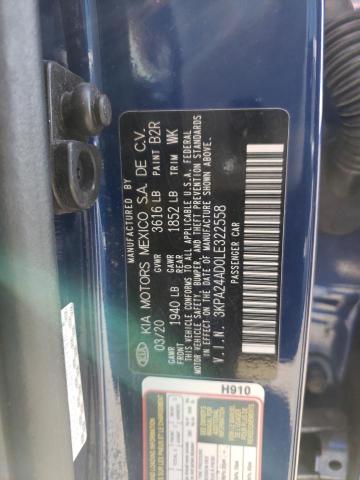 MANUFACTURED BY
KIA KIA MOTORS MEXICO S.A. DE C.V.
03/20 GVWR 3616 LB PAINT B2R
GAWR FRONT 1940 LB GAWR REAR 1852 LB TRIM WK
THIS VEHICLE CONFORMS TO ALL APPLICABLE U.S.A. FEDERAL
MOTOR VEHICLE SAFETY, BUMPER, AND THEFT PREVENTION STANDARDS
IN EFFECT ON THE DATE OF MANUFACTURE SHOWN ABOVE.
V.I.N. : 3KPA24AD0LE322558
PASSENGER CAR
H910